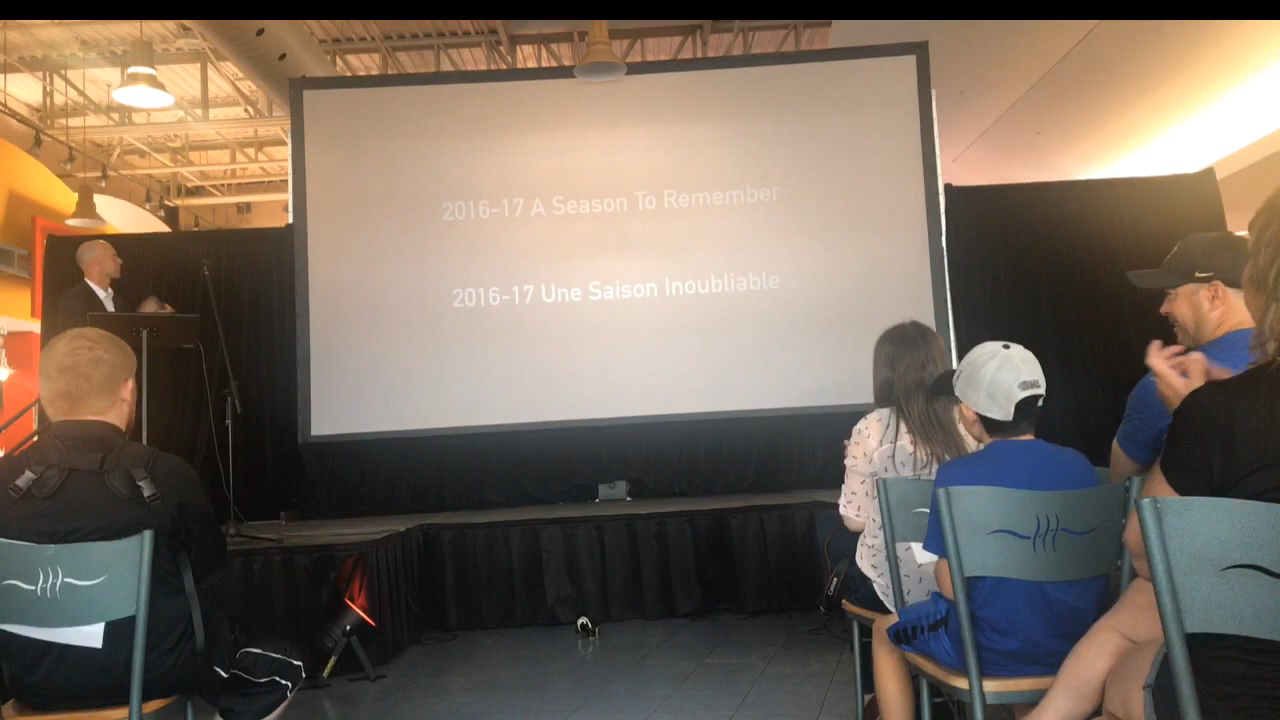 2016-17 A Season To Remember
2016-17 Une Saison Inoubliable